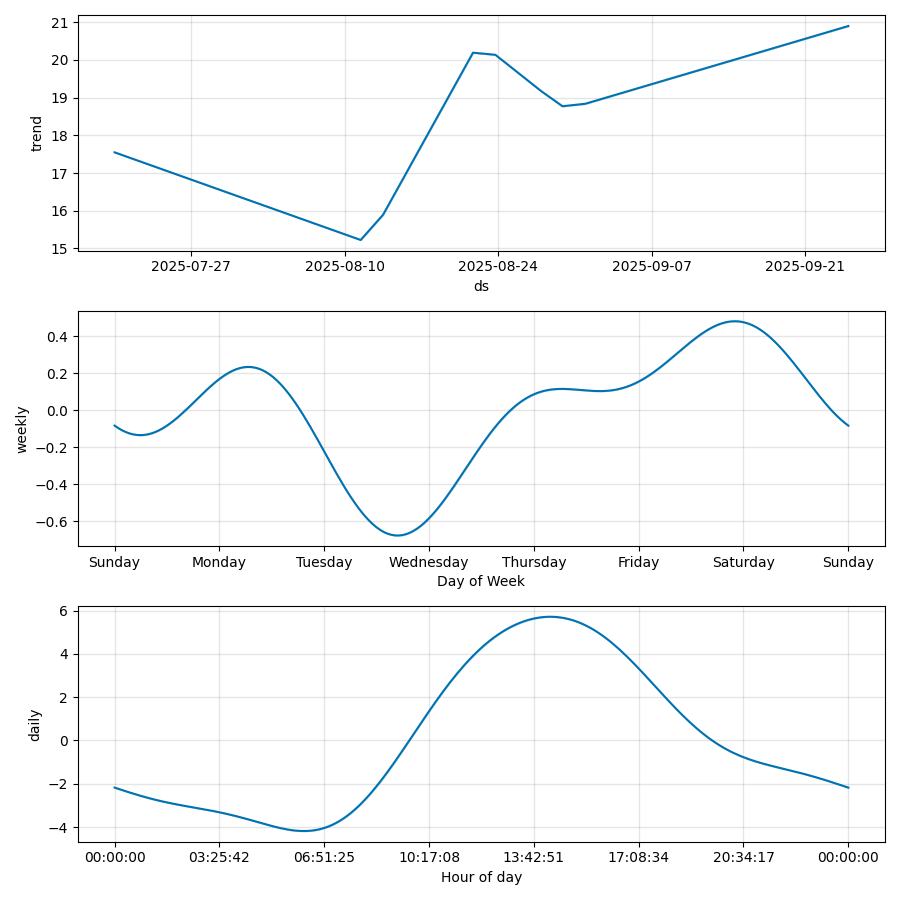 21
20
19
18
17
16
15
trend
2025-07-27 2025-08-10 2025-08-24 2025-09-07 2025-09-21
ds
0.4
0.2
0.0
−0.2
−0.4
−0.6
weekly
Sunday Monday Tuesday Wednesday Thursday Friday Saturday Sunday
Day of Week
6
4
2
0
−2
−4
daily
00:00:00 03:25:42 06:51:25 10:17:08 13:42:51 17:08:34 20:34:17 00:00:00
Hour of day